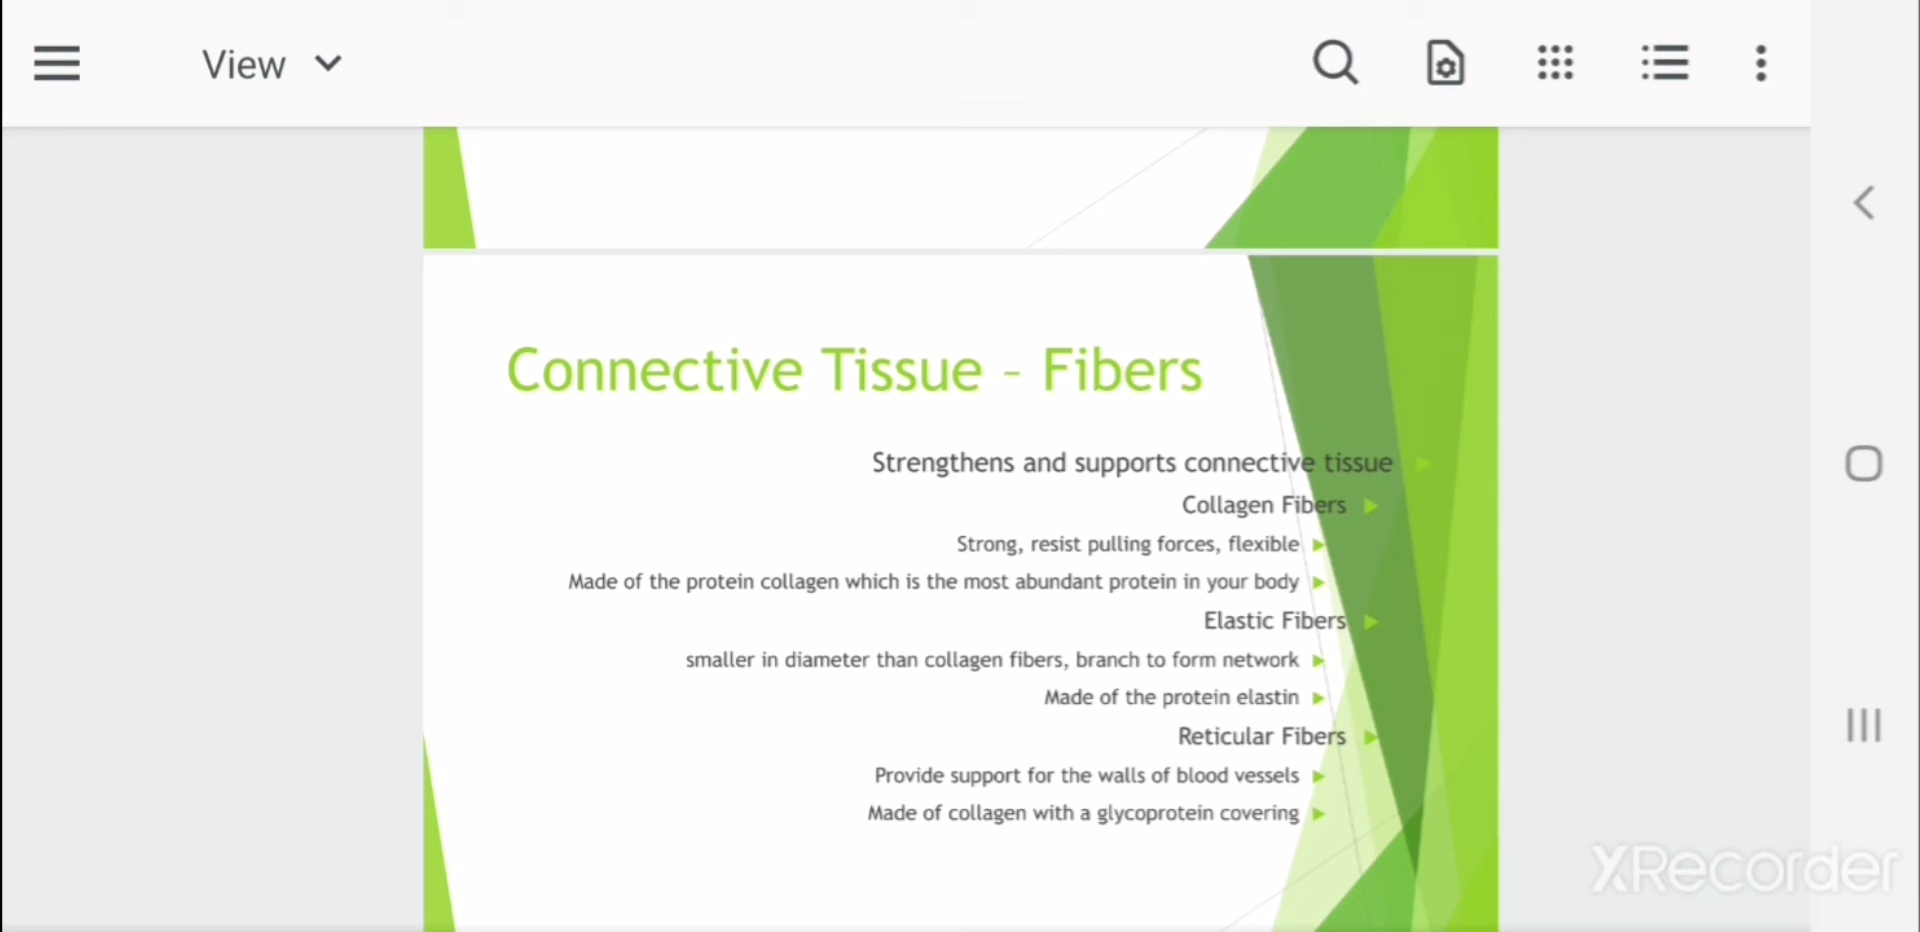 View
Connective Tissue – Fibers
Strengthens and supports connective tissue
Collagen Fibers
Strong, resist pulling forces, flexible
Made of the protein collagen which is the most abundant protein in your body
Elastic Fibers
smaller in diameter than collagen fibers, branch to form network
Made of the protein elastin
Reticular Fibers
Provide support for the walls of blood vessels
Made of collagen with a glycoprotein covering
XRecorder